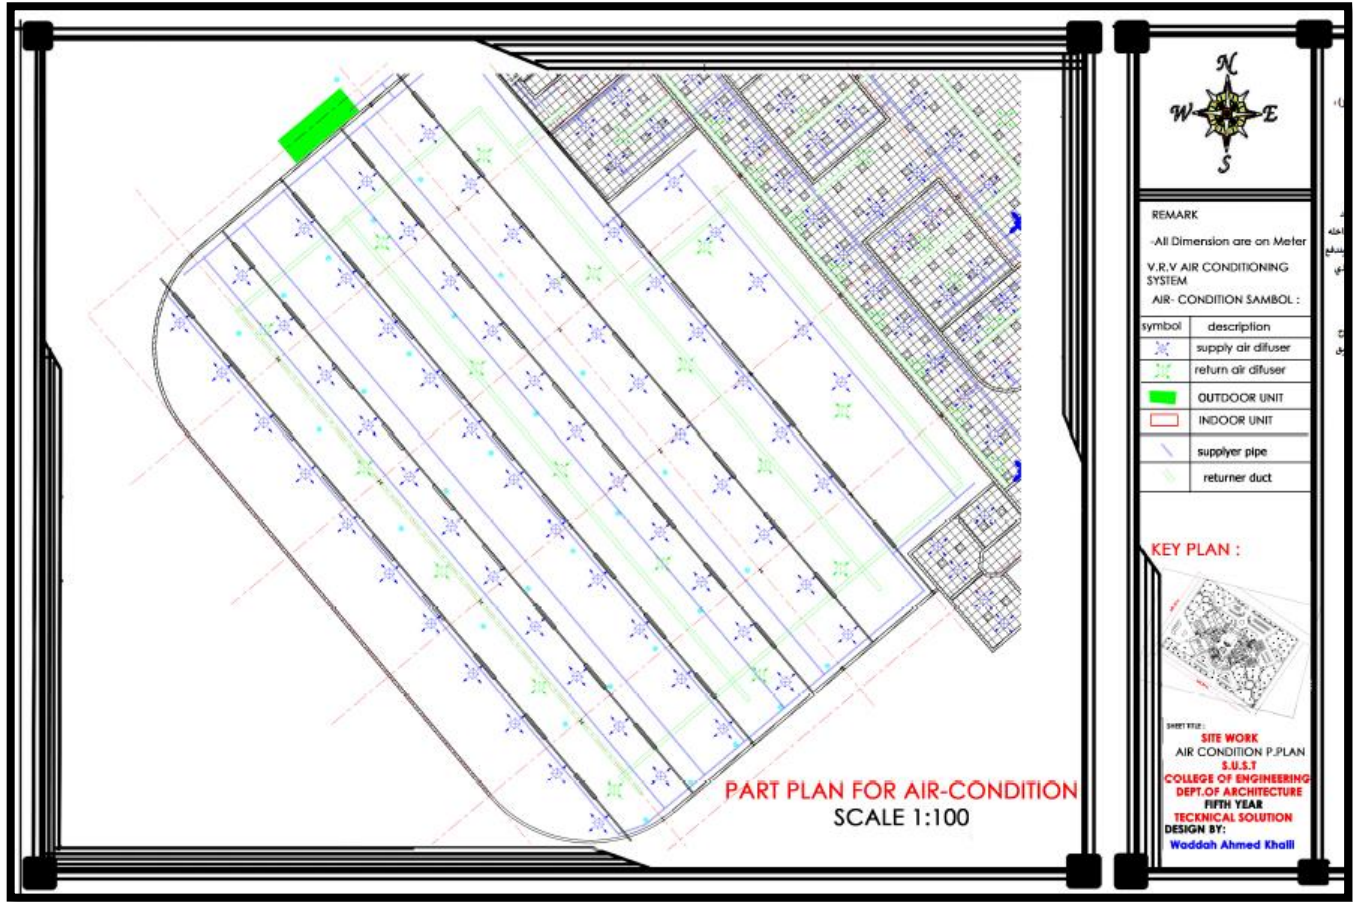 PART PLAN FOR AIR-CONDITION
SCALE 1:100
N
W
E
S
REMARK
-All Dimension are on Meter
V.R.V AIR CONDITIONING
SYSTEM
AIR- CONDITION SAMBOL :
symbol description
supply air difuser
return air difuser
OUTDOOR UNIT
INDOOR UNIT
supplyer pipe
returner duct
KEY PLAN :
SHEET TITLE :
SITE WORK
AIR CONDITION P.PLAN
S.U.S.T
COLLEGE OF ENGINEERING
DEPT.OF ARCHITECTURE
FIFTH YEAR
TECKNICAL SOLUTION
DESIGN BY:
Waddah Ahmed Khalil